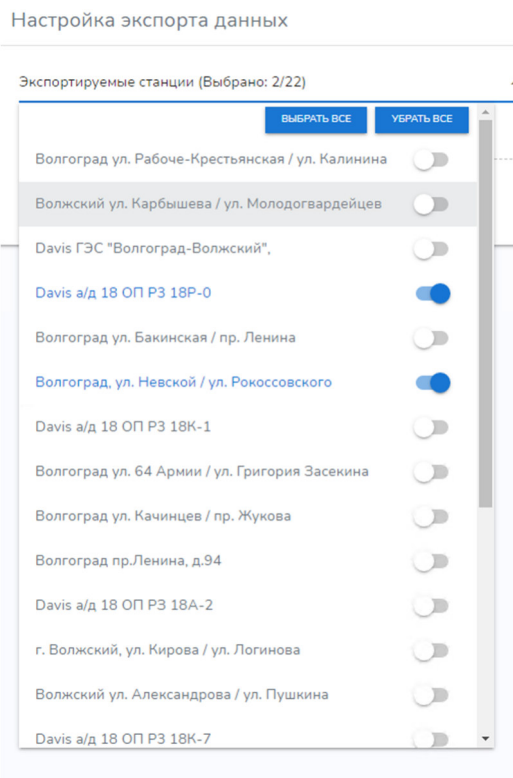 Настройка экспорта данных
Экспортируемые станции (Выбрано: 2/22)
ВЫБРАТЬ ВСЕ УБРАТЬ ВСЕ
Волгоград ул. Рабоче-Крестьянская / ул. Калинина
Волжский ул. Карбышева / ул. Молодогвардейцев
Davis ГЭС "Волгоград-Волжский",
Davis а/д 18 ОП РЗ 18Р-0
Волгоград ул. Бакинская / пр. Ленина
Волгоград, ул. Невской / ул. Рокоссовского
Davis а/д 18 ОП РЗ 18К-1
Волгоград ул. 64 Армии / ул. Григория Засекина
Волгоград ул. Качинцев / пр. Жукова
Волгоград пр.Ленина, д.94
Davis а/д 18 ОП РЗ 18А-2
г. Волжский, ул. Кирова / ул. Логинова
Волжский ул. Александрова / ул. Пушкина
Davis а/д 18 ОП РЗ 18К-7